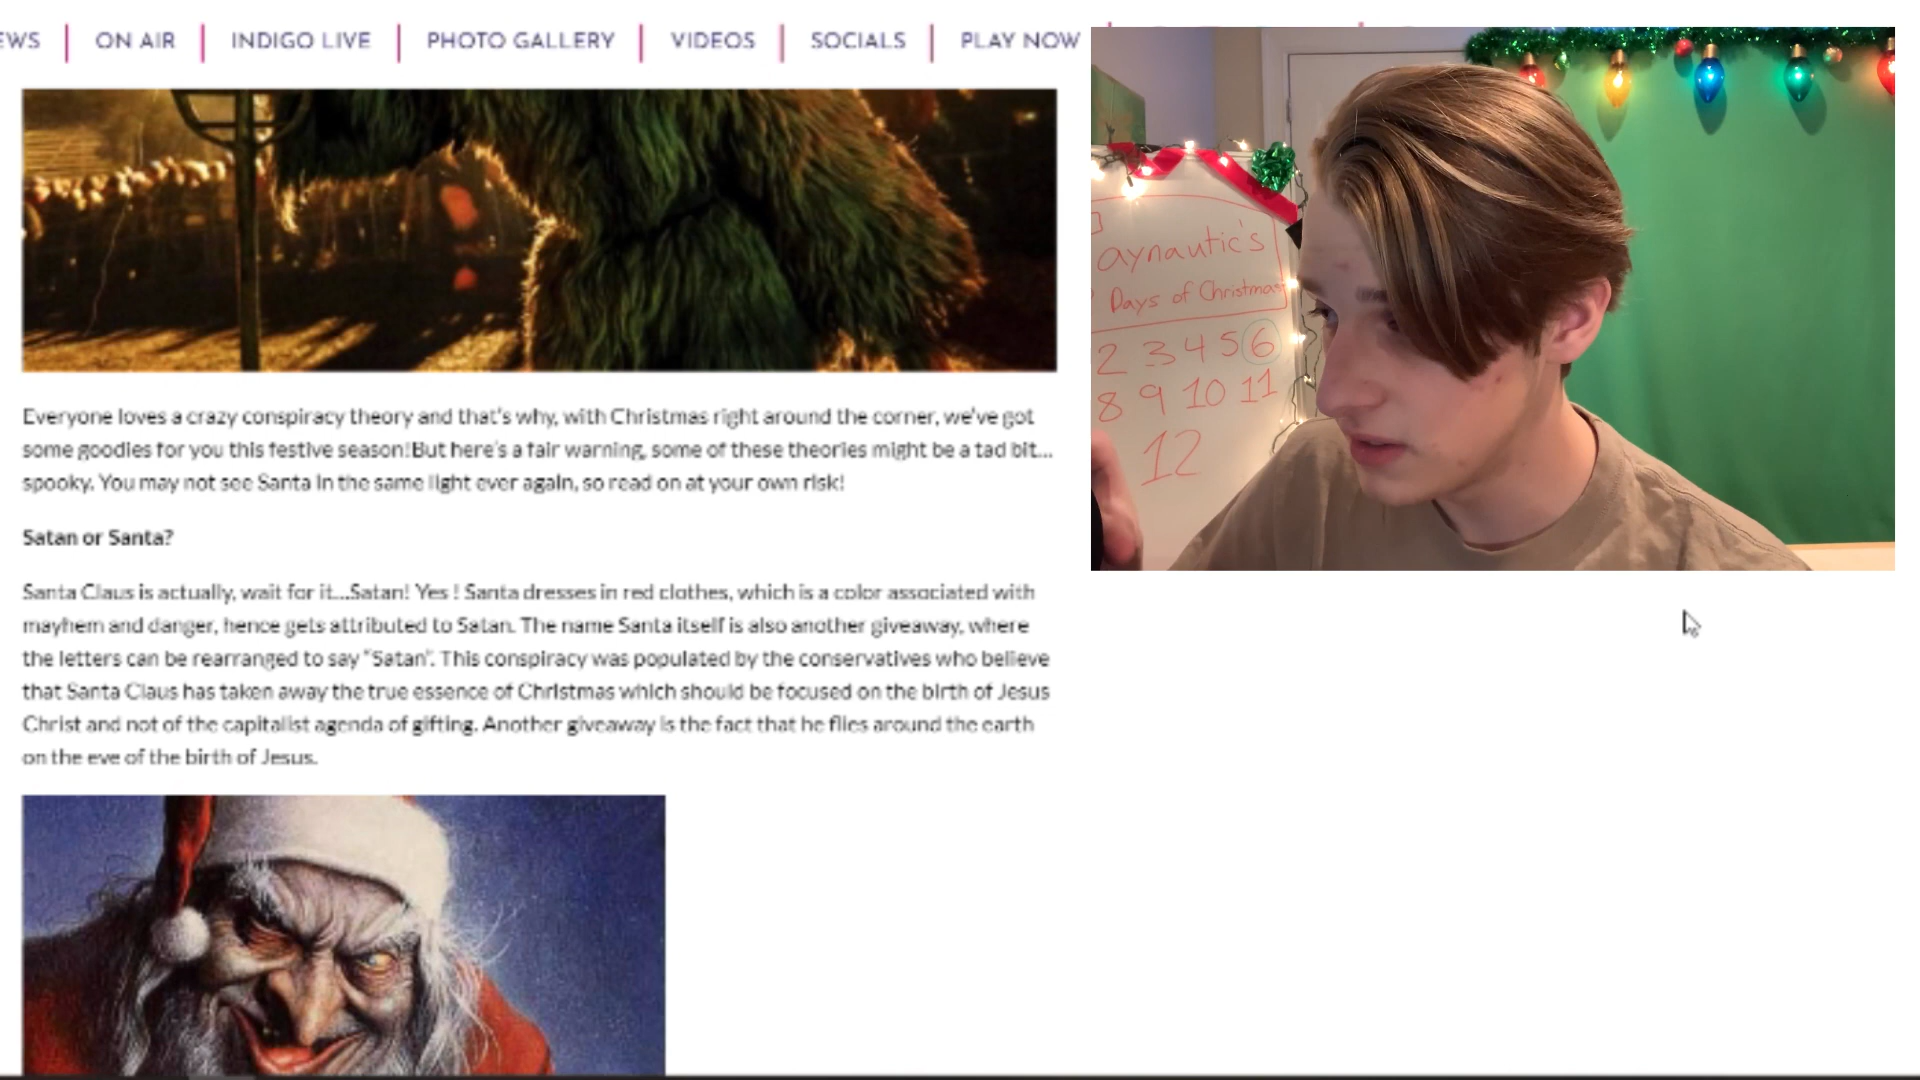 EWS ON AIR INDIGO LIVE PHOTO GALLERY VIDEOS SOCIALS PLAY NOW
Everyone loves a crazy conspiracy theory and that's why, with Christmas right around the corner, we've got
some goodies for you this festive season!But here's a fair warning, some of these theories might be a tad bit...
spooky. You may not see Santa in the same light ever again, so read on at your own risk!
Satan or Santa?
Santa Claus is actually, wait for it...Satan! Yes ! Santa dresses in red clothes, which is a color associated with
mayhem and danger, hence gets attributed to Satan. The name Santa itself is also another giveaway, where
the letters can be rearranged to say “Satan”. This conspiracy was populated by the conservatives who believe
that Santa Claus has taken away the true essence of Christmas which should be focused on the birth of Jesus
Christ and not of the capitalist agenda of gifting. Another giveaway is the fact that he flies around the earth
on the eve of the birth of Jesus.
aynautic's
Days of Christmas
2 3 4 5 6
8 9 10 11
12